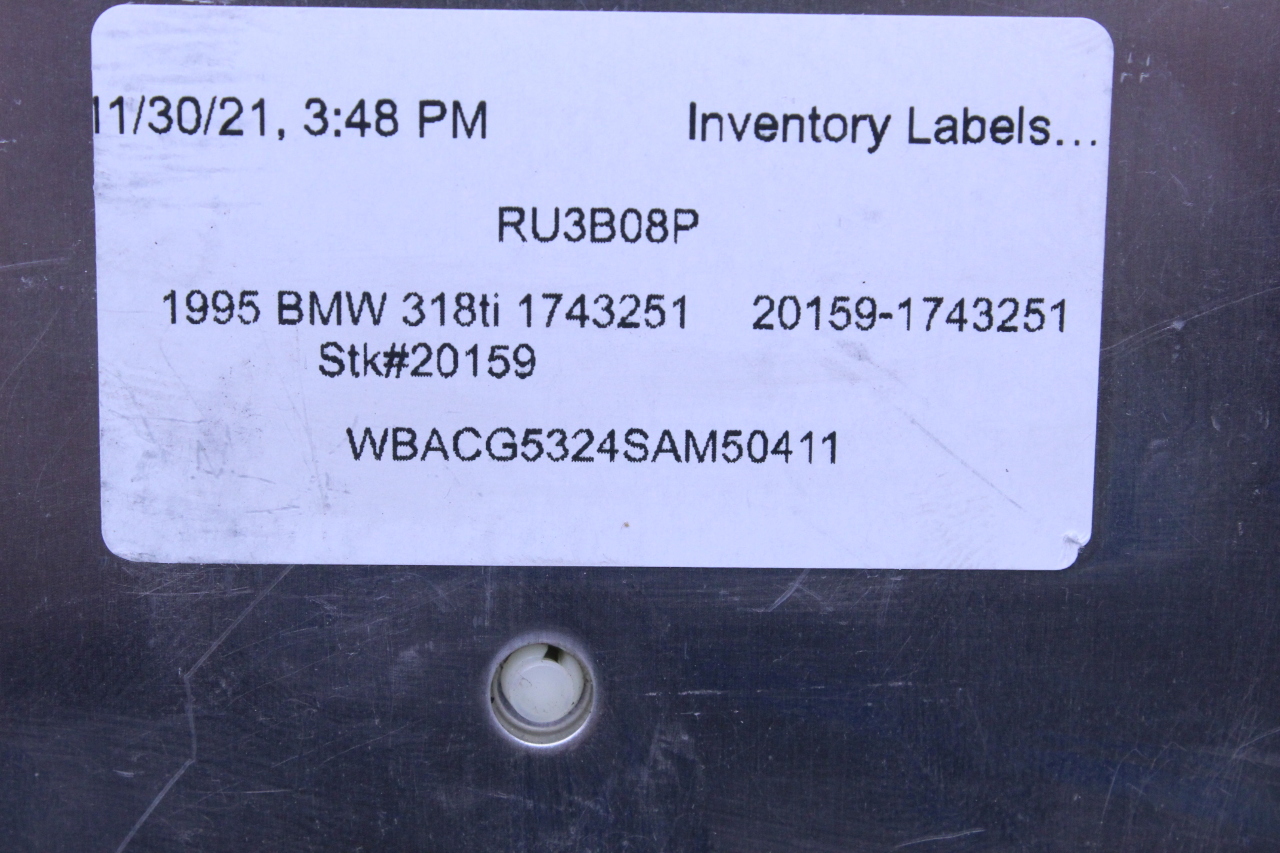 11/30/21, 3:48 PM Inventory Labels...
RU3B08P
1995 BMW 318ti 1743251 20159-1743251
Stk#20159
WBACG5324SAM50411